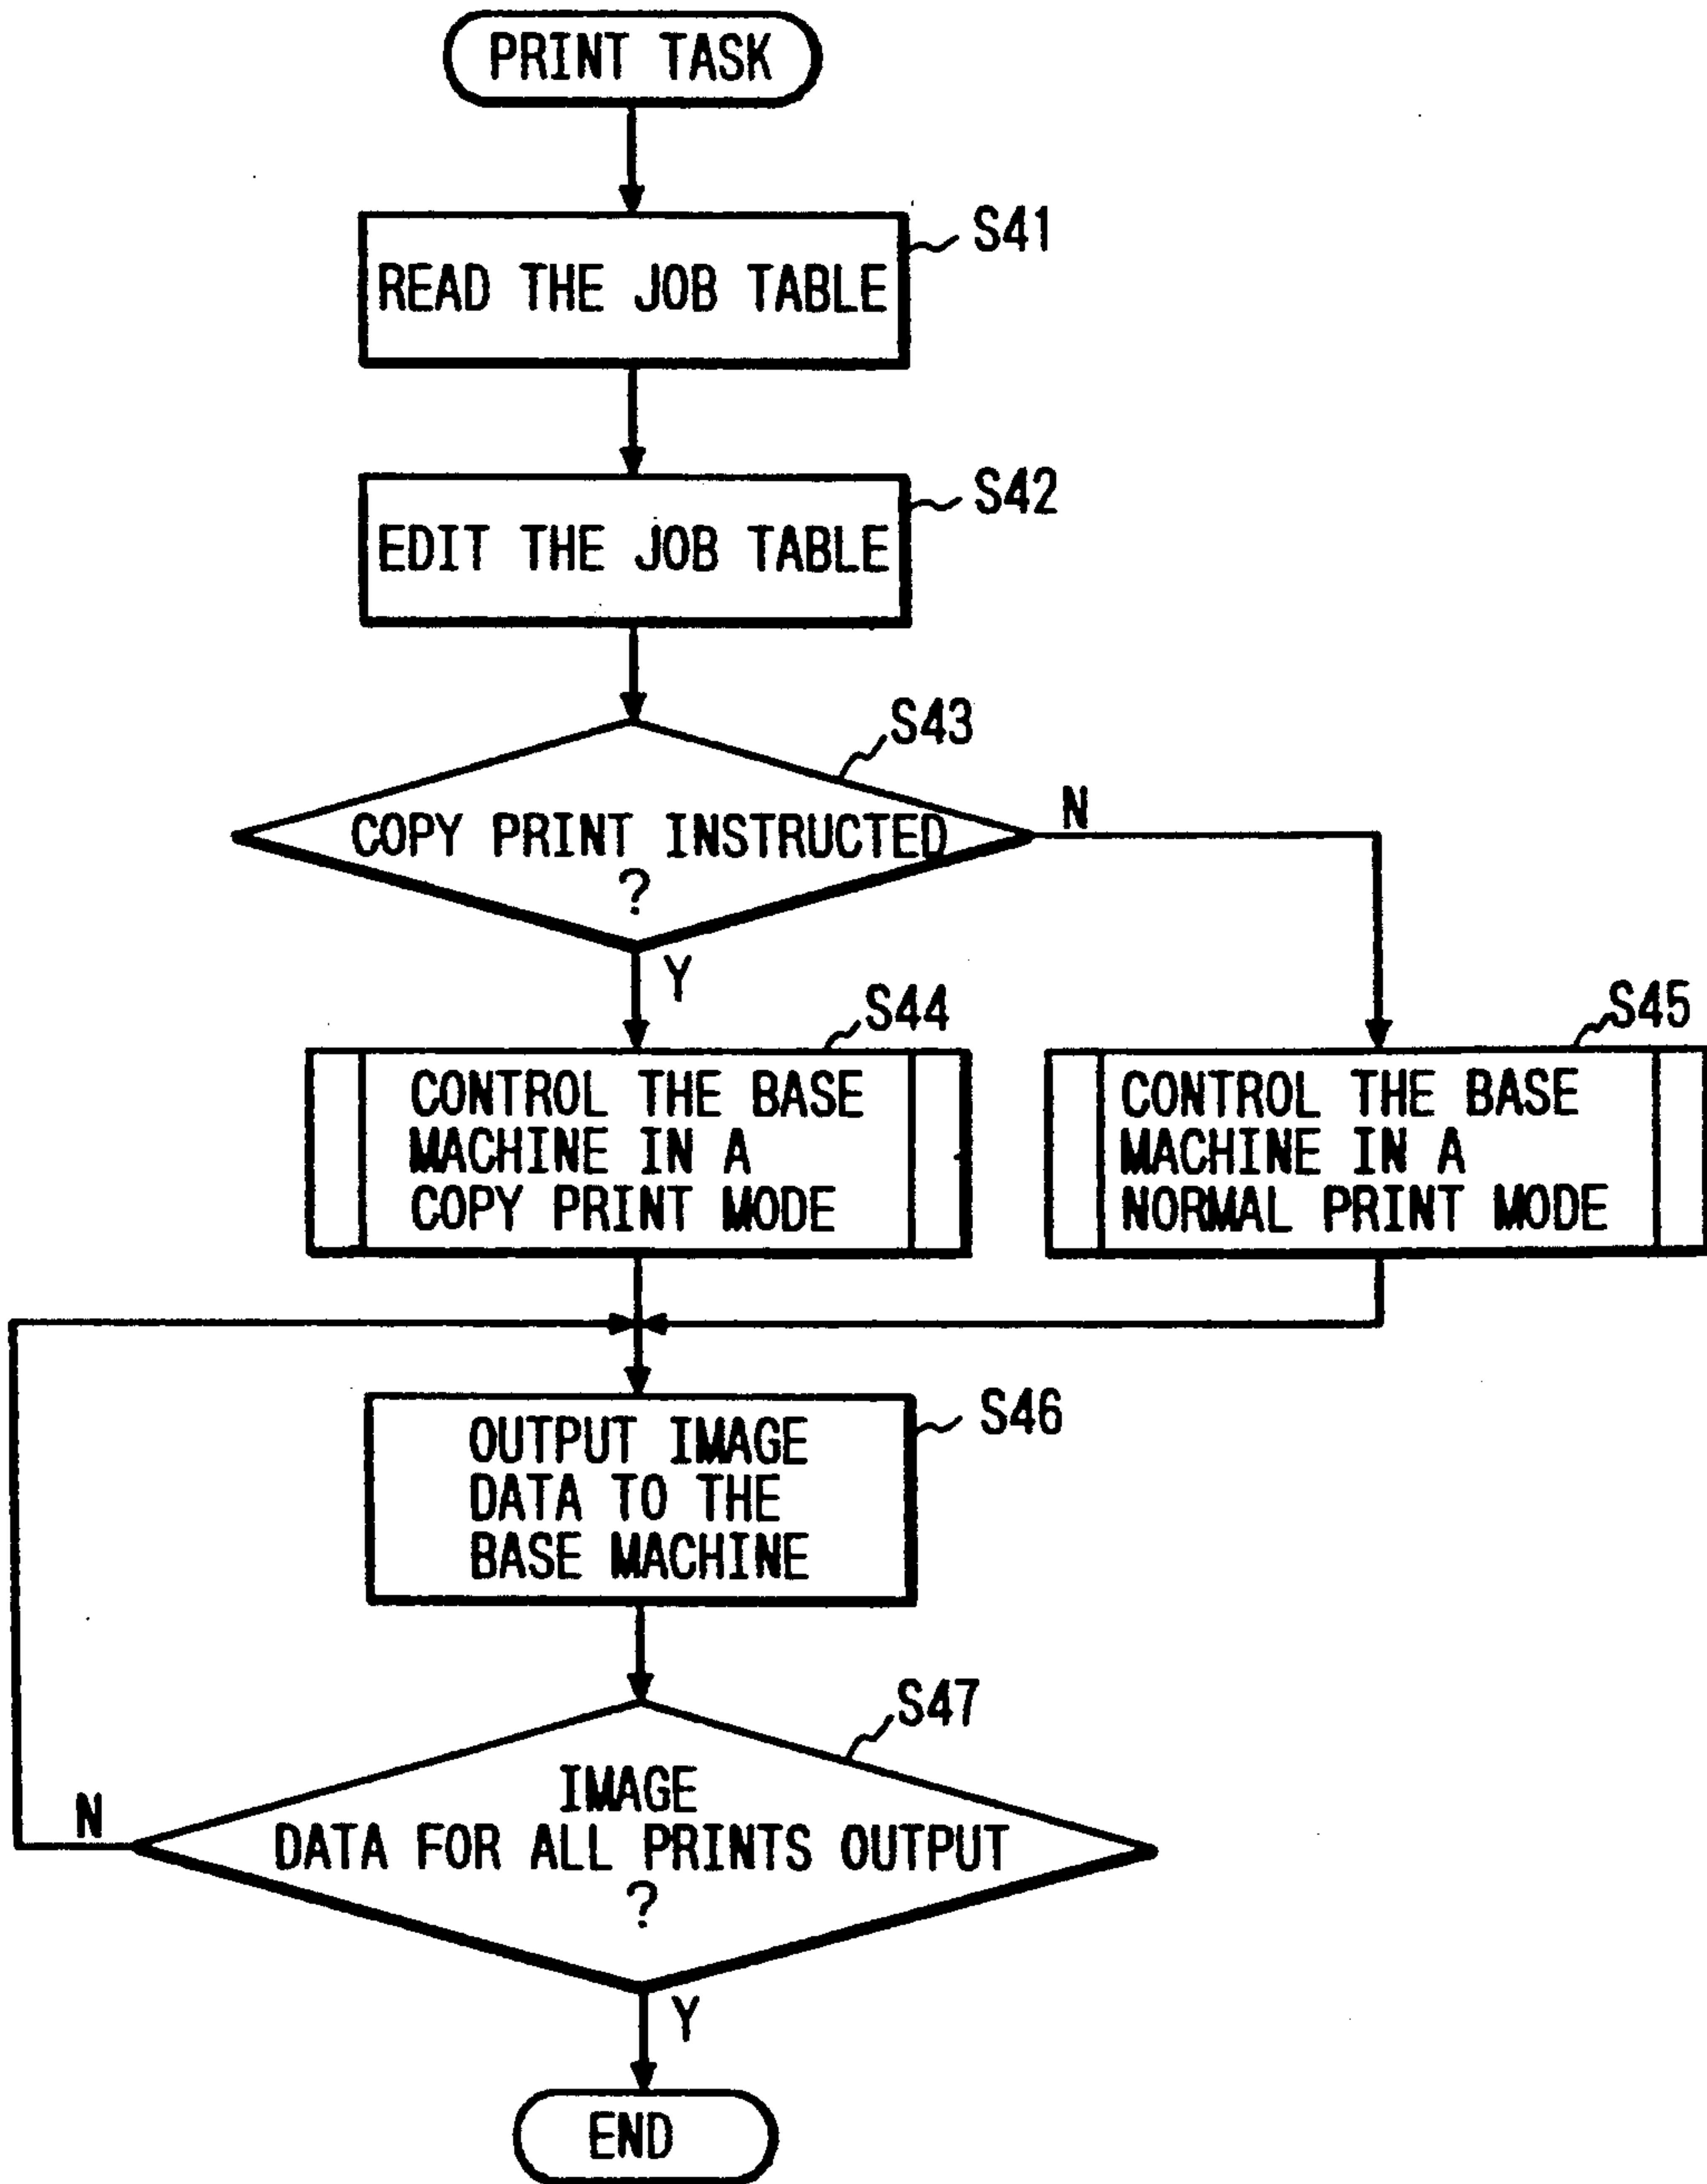 PRINT TASK
S41
READ THE JOB TABLE
S42
EDIT THE JOB TABLE
S43
COPY PRINT INSTRUCTED
?
N
Y
S44
CONTROL THE BASE
MACHINE IN A
COPY PRINT MODE
S45
CONTROL THE BASE
MACHINE IN A
NORMAL PRINT MODE
S46
OUTPUT IMAGE
DATA TO THE
BASE MACHINE
S47
IMAGE
DATA FOR ALL PRINTS OUTPUT
?
N
Y
END